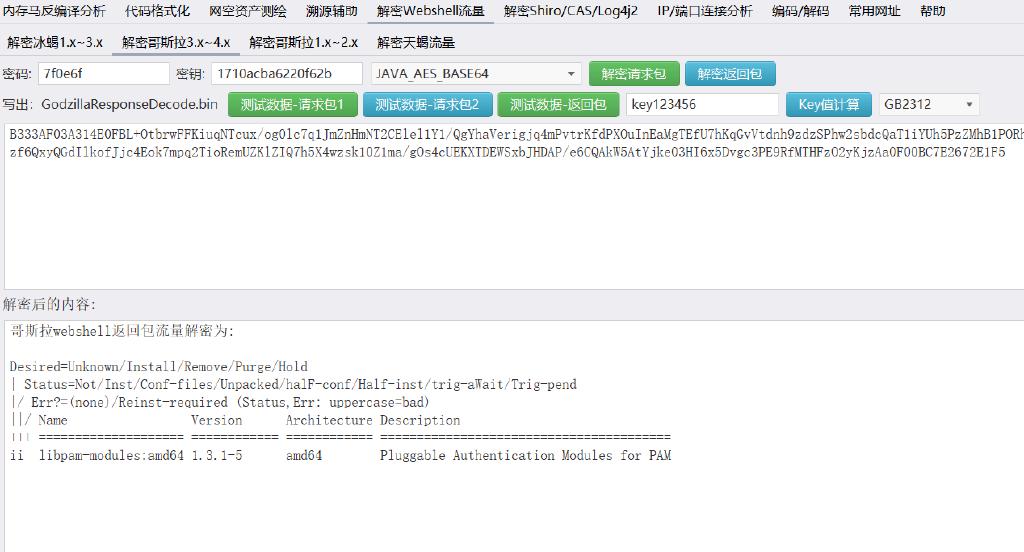 内存马反编译分析 代码格式化 网空资产测绘 溯源辅助 解密Webshell流量 解密Shiro/CAS/Log4j2 IP/端口连接分析 编码/解码 常用网址 帮助
解密冰蝎1.x~3.x 解密哥斯拉3.x~4.x 解密哥斯拉1.x~2.x 解密天蝎流量
密码: 7f0e6f 密钥: 1710acba6220f62b JAVA_AES_BASE64 解密请求包 解密返回包
写出: GodzillaResponseDecode.bin 测试数据-请求包1 测试数据-请求包2 测试数据-返回包 key123456 Key值计算 GB2312
B333AF03A314E0FBL+OtbrwFFKiuqNTcux/og0lc7q1JmZnHmNT2CElel1Y1/QgYhaVerigjq4mPvtrKfdPXOuInEaMgTEfU7hKqGvVtdnh9zdzSPhw2sbdcQaT1iYUh5PzZMhB1PORh
zf6QxyQGdIlkofJjc4Eok7mpq2TioRemUZKlZIQ7h5X4wzsk10Z1ma/gOs4cUEKXTDEWSxbJHDAP/e6CQAkW5AtYjke03HI6x5Dvgc3PE9RfMTHFzO2yKjzAa0F00BC7E2672E1F5
解密后的内容:
哥斯拉webshell返回包流量解密为:
Desired=Unknown/Install/Remove/Purge/Hold
| Status=Not/Inst/Conf-files/Unpacked/halF-conf/Half-inst/trig-aWait/Trig-pend
|/ Err?=(none)/Reinst-required (Status,Err: uppercase=bad)
||/ Name Version Architecture Description
+++-====================-============-============-========================================
ii libpam-modules:amd64 1.3.1-5 amd64 Pluggable Authentication Modules for PAM